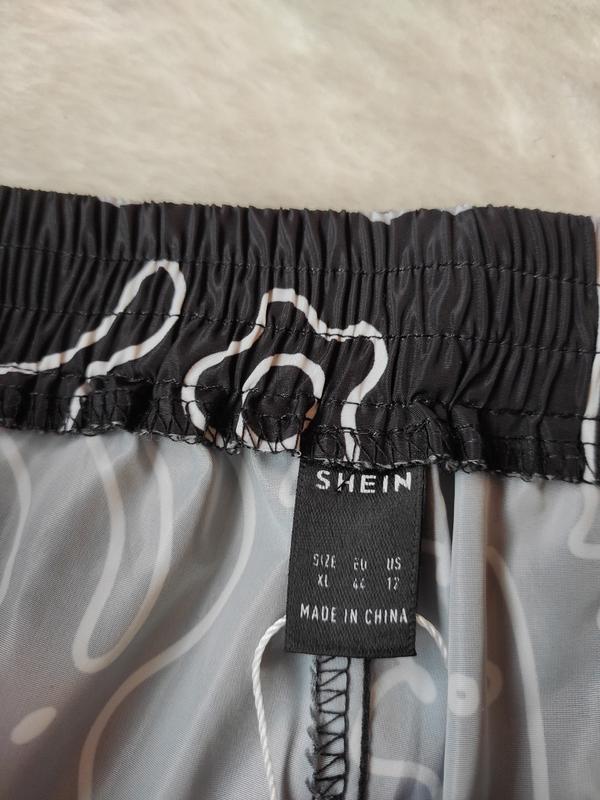 SHEIN
SIZE EU US
XL 44 12
MADE IN CHINA